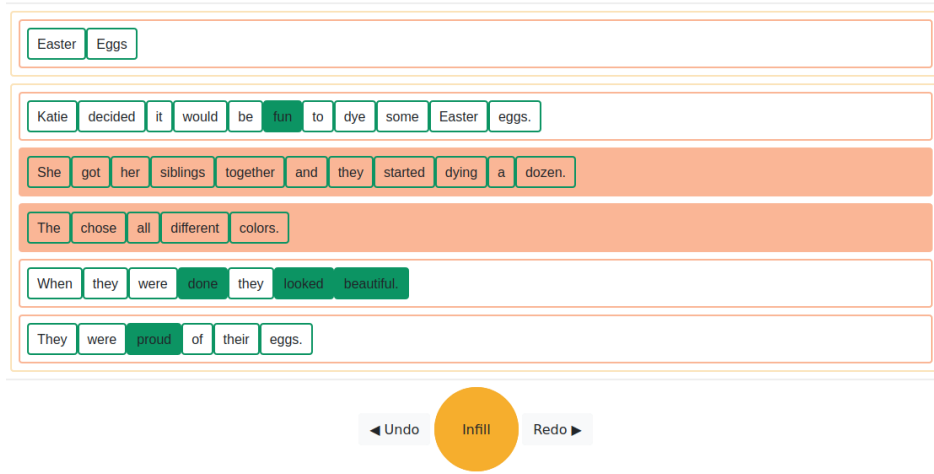 Easter Eggs
Katie decided it would be fun to dye some Easter eggs.
She got her siblings together and they started dying a dozen.
The chose all different colors.
When they were done they looked beautiful.
They were proud of their eggs.
◀ Undo Infill Redo ▶